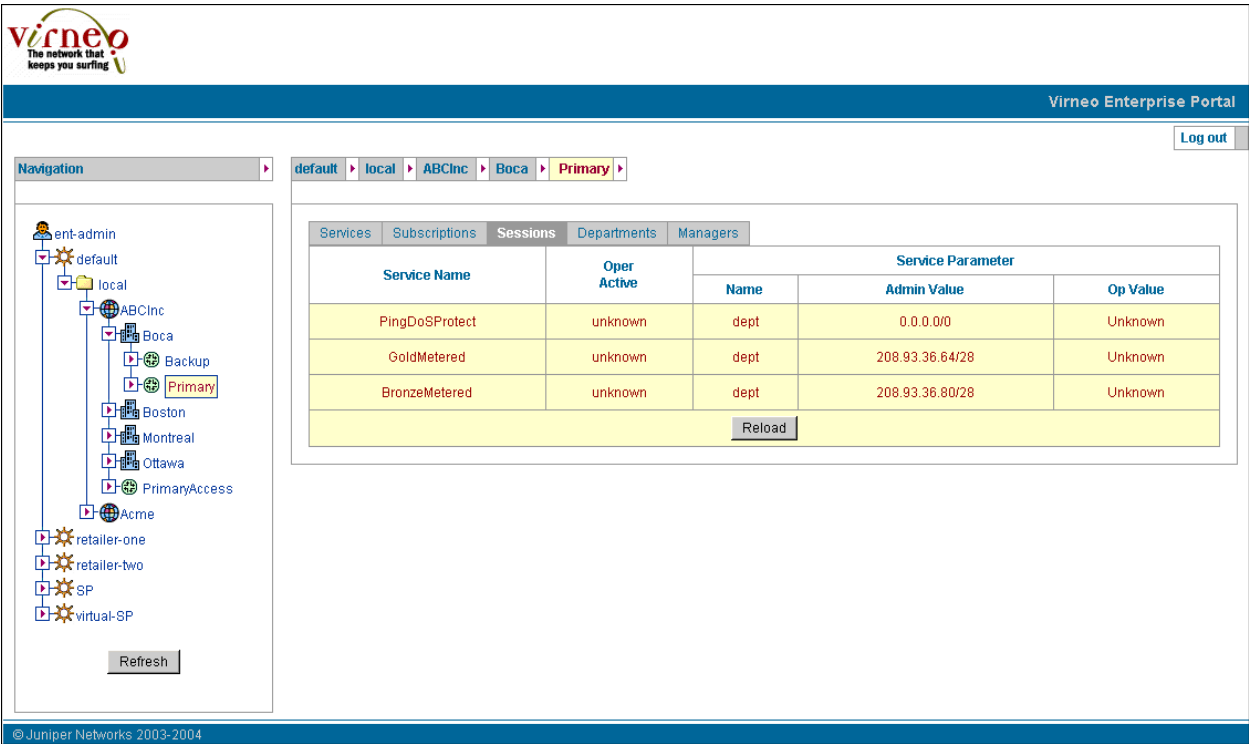 Virneo
The network that
keeps you surfing
Virneo Enterprise Portal
Log out
Navigation
default local ABCInc Boca Primary
ent-admin
default
local
ABCInc
Boca
Backup
Primary
Boston
Montreal
Ottawa
PrimaryAccess
Acme
retailer-one
retailer-two
SP
virtual-SP
Refresh
Services Subscriptions Sessions Departments Managers
Service Name Oper Active Service Parameter
Name Admin Value Op Value
PingDoSProtect unknown dept 0.0.0.0/0 Unknown
GoldMetered unknown dept 208.93.36.64/28 Unknown
BronzeMetered unknown dept 208.93.36.80/28 Unknown
Reload
© Juniper Networks 2003-2004